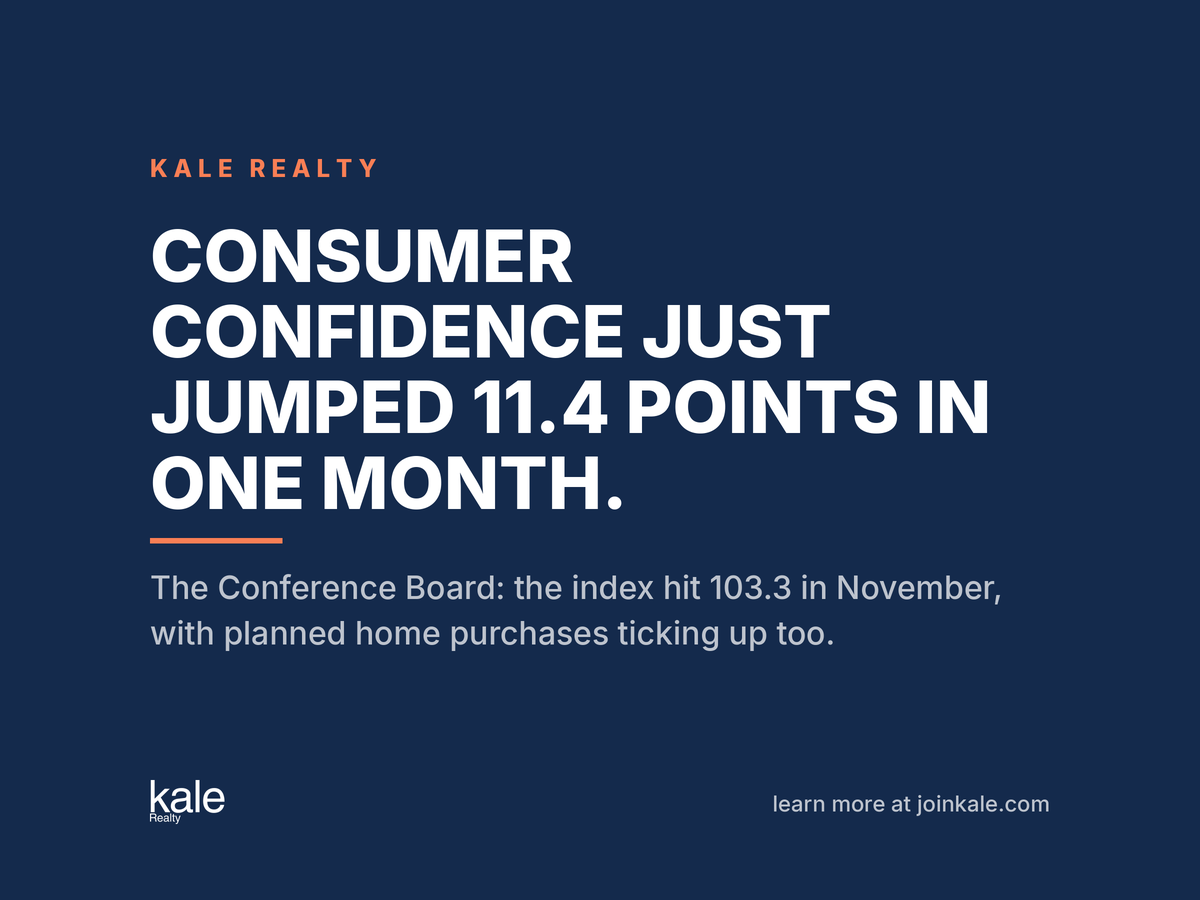 KALE REALTY
CONSUMER
CONFIDENCE JUST
JUMPED 11.4 POINTS IN
ONE MONTH.
The Conference Board: the index hit 103.3 in November,
with planned home purchases ticking up too.
kale
Realty
learn more at joinkale.com